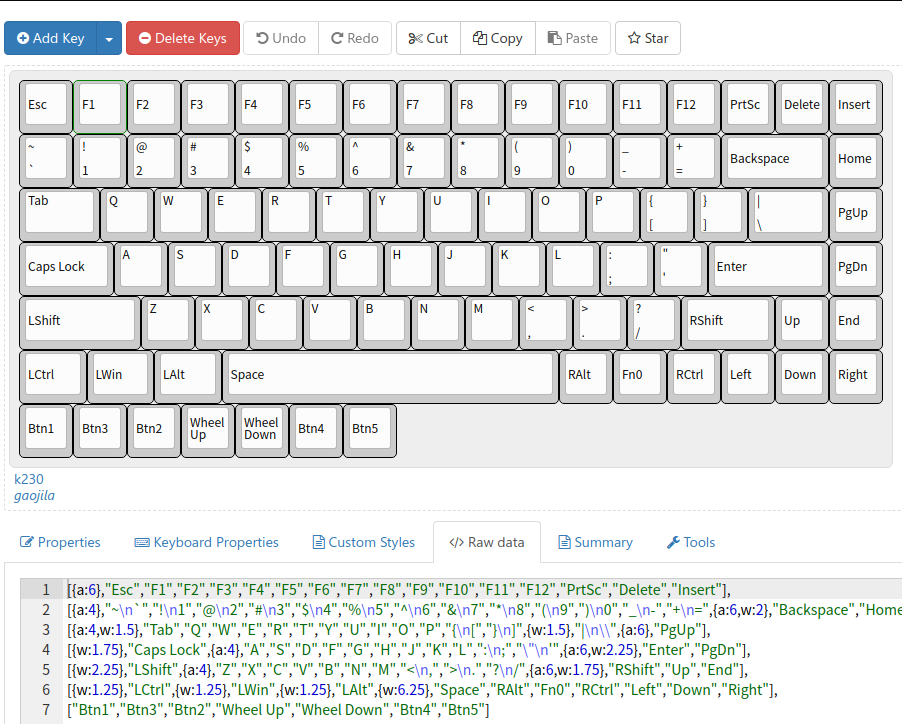 Add Key Delete Keys Undo Redo Cut Copy Paste Star
Esc F1 F2 F3 F4 F5 F6 F7 F8 F9 F10 F11 F12 PrtSc Delete Insert
~ ! @ # $ % ^ & * ( ) _ +
` 1 2 3 4 5 6 7 8 9 0 - = Backspace Home
Tab Q W E R T Y U I O P { } |
[ ] \ PgUp
Caps Lock A S D F G H J K L : " Enter PgDn
; '
LShift Z X C V B N M < > ? RShift Up End
, . /
LCtrl LWin LAlt Space RAlt Fn0 RCtrl Left Down Right
Btn1 Btn3 Btn2 Wheel Up Wheel Down Btn4 Btn5
k230
gaojila
Properties Keyboard Properties Custom Styles </> Raw data Summary Tools
1 [{a:6},"Esc","F1","F2","F3","F4","F5","F6","F7","F8","F9","F10","F11","F12","PrtSc","Delete","Insert"],
2 [{a:4},"~\n`","!\n1","@\n2","#\n3","$\n4","%\n5","^\n6","&\n7","*\n8","(\n9",")\n0","_\n-","+\n=",{a:6,w:2},"Backspace","Home
3 [{a:4,w:1.5},"Tab","Q","W","E","R","T","Y","U","I","O","P","{\n[","}\n]",{w:1.5},"|\n\\",{a:6},"PgUp"],
4 [{w:1.75},"Caps Lock",{a:4},"A","S","D","F","G","H","J","K","L",":\n;","\"\n'",{a:6,w:2.25},"Enter","PgDn"],
5 [{w:2.25},"LShift",{a:4},"Z","X","C","V","B","N","M","<\n,",">\n.","?\n/",{a:6,w:1.75},"RShift","Up","End"],
6 [{w:1.25},"LCtrl",{w:1.25},"LWin",{w:1.25},"LAlt",{w:6.25},"Space","RAlt","Fn0","RCtrl","Left","Down","Right"],
7 ["Btn1","Btn3","Btn2","Wheel Up","Wheel Down","Btn4","Btn5"]